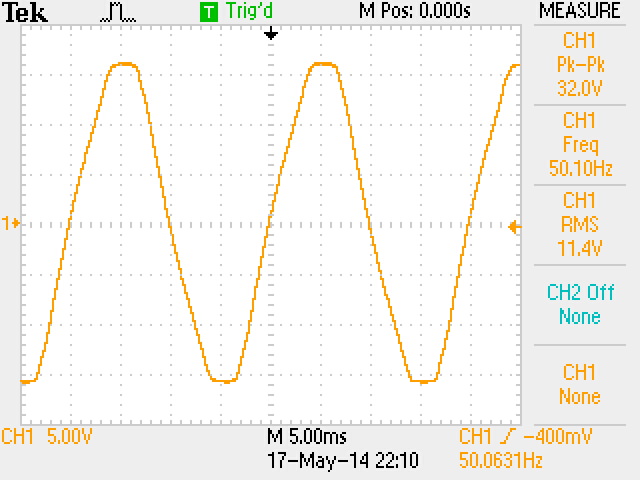 Tek T Trig'd M Pos: 0.000s MEASURE
CH1
Pk-Pk
32.0V
CH1
Freq
50.10Hz
CH1
RMS
11.4V
CH2 Off
None
CH1
None
1
CH1 5.00V M 5.00ms CH1 -400mV
17-May-14 22:10 50.0631Hz